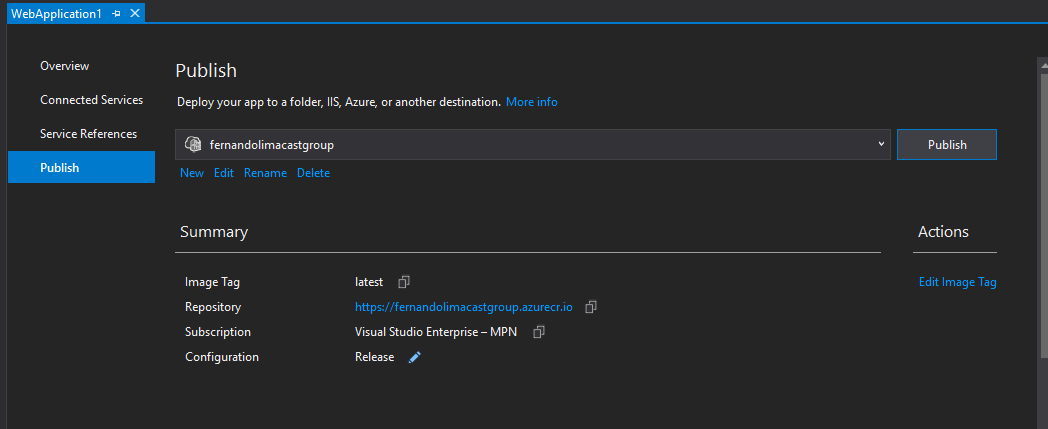 WebApplication1
Overview
Connected Services
Service References
Publish
Publish
Deploy your app to a folder, IIS, Azure, or another destination. More info
fernandolimacastgroup
Publish
New Edit Rename Delete
Summary
Actions
Image Tag latest
Edit Image Tag
Repository https://fernandolimacastgroup.azurecr.io
Subscription Visual Studio Enterprise – MPN
Configuration Release